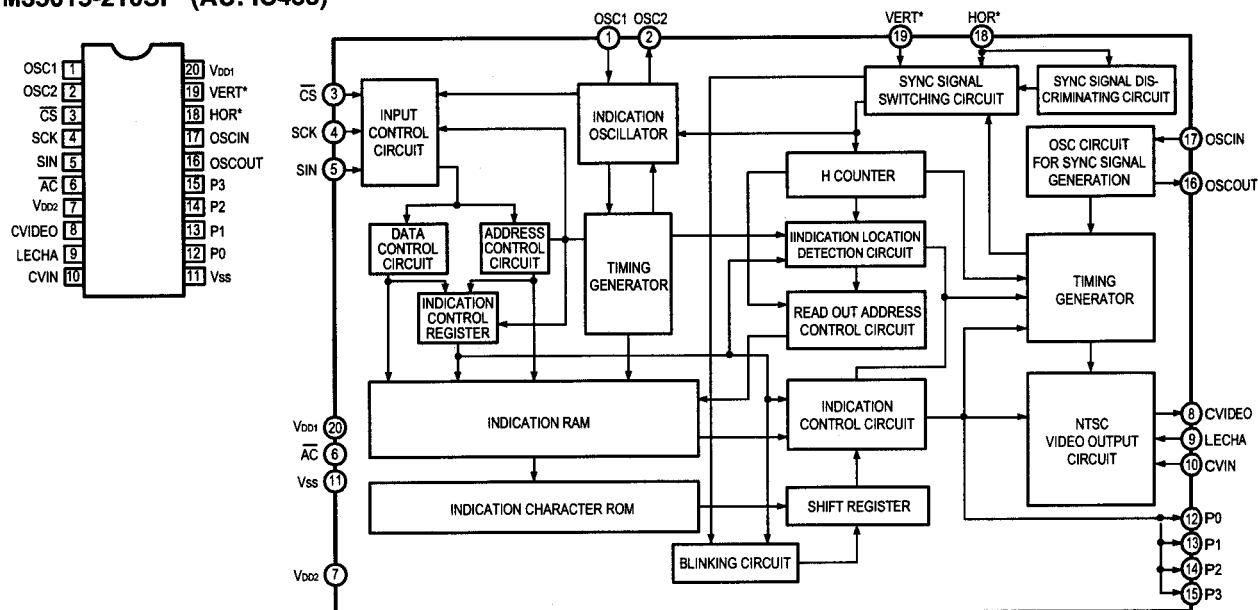 OSC1 1
OSC2 2
CS 3
SCK 4
SIN 5
AC 6
VDD2 7
CVIDEO 8
LECHA 9
CVIN 10
20 VDD1
19 VERT*
18 HOR*
17 OSCIN
16 OSCOUT
15 P3
14 P2
13 P1
12 P0
11 Vss
OSC1 OSC2
1 2
VERT* HOR*
19 18
CS 3
SCK 4
SIN 5
INPUT
CONTROL
CIRCUIT
INDICATION
OSCILLATOR
SYNC SIGNAL
SWITCHING CIRCUIT
SYNC SIGNAL DIS-
CRIMINATING CIRCUIT
OSC CIRCUIT
FOR SYNC SIGNAL
GENERATION
17 OSCIN
16 OSCOUT
H COUNTER
DATA
CONTROL
CIRCUIT
ADDRESS
CONTROL
CIRCUIT
TIMING
GENERATOR
IINDICATION LOCATION
DETECTION CIRCUIT
TIMING
GENERATOR
INDICATION
CONTROL
REGISTER
READ OUT ADDRESS
CONTROL CIRCUIT
INDICATION RAM
INDICATION
CONTROL CIRCUIT
NTSC
VIDEO OUTPUT
CIRCUIT
8 CVIDEO
9 LECHA
10 CVIN
VDD1 20
AC 6
Vss 11
INDICATION CHARACTER ROM
SHIFT REGISTER
BLINKING CIRCUIT
VDD2 7
12 P0
13 P1
14 P2
15 P3